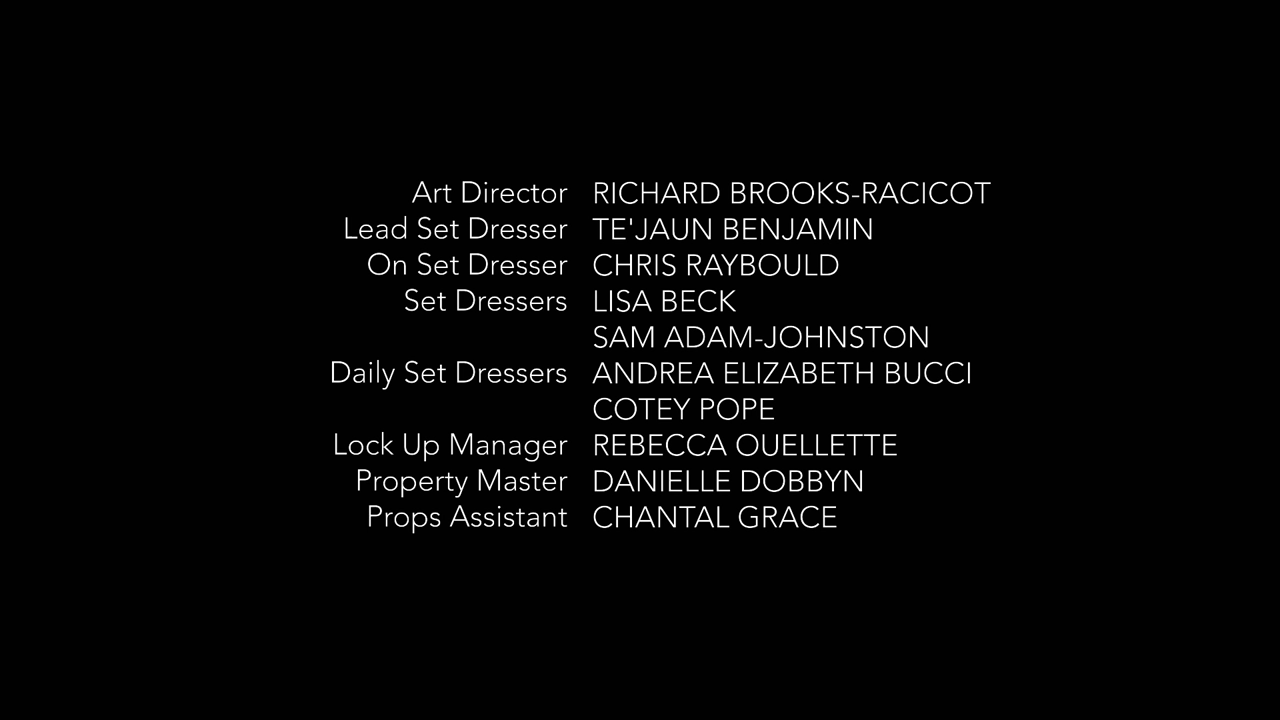 Art Director RICHARD BROOKS-RACICOT
Lead Set Dresser TE'JAUN BENJAMIN
On Set Dresser CHRIS RAYBOULD
Set Dressers LISA BECK
SAM ADAM-JOHNSTON
Daily Set Dressers ANDREA ELIZABETH BUCCI
COTEY POPE
Lock Up Manager REBECCA OUELLETTE
Property Master DANIELLE DOBBYN
Props Assistant CHANTAL GRACE